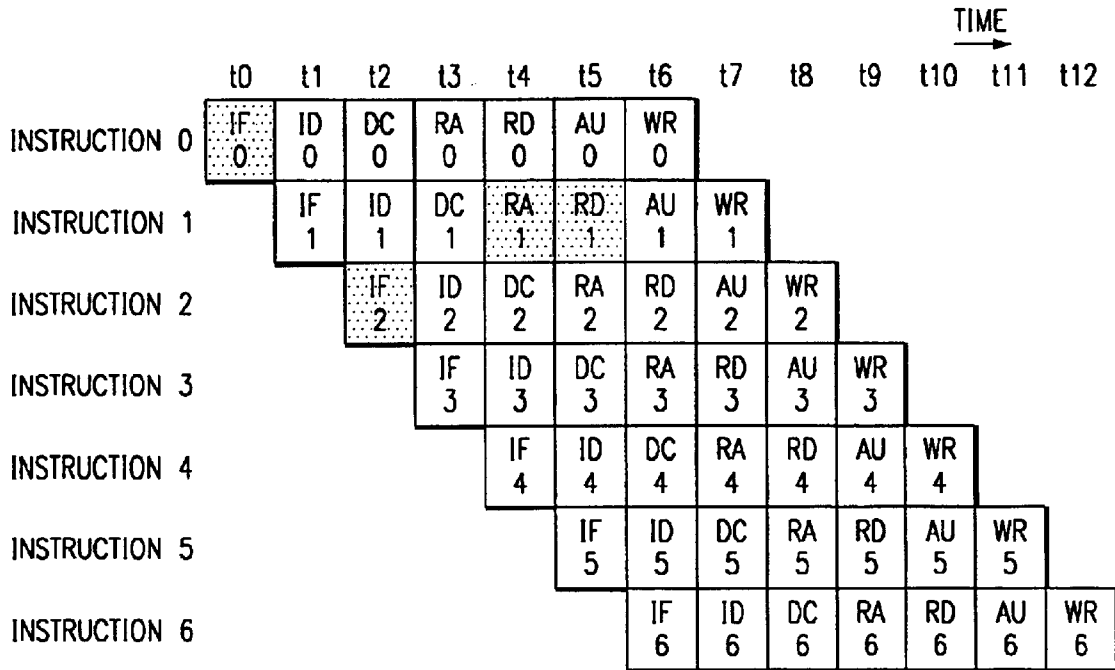 TIME
t0 t1 t2 t3 t4 t5 t6 t7 t8 t9 t10 t11 t12
INSTRUCTION 0 IF 0 ID 0 DC 0 RA 0 RD 0 AU 0 WR 0
INSTRUCTION 1 IF 1 ID 1 DC 1 RA 1 RD 1 AU 1 WR 1
INSTRUCTION 2 IF 2 ID 2 DC 2 RA 2 RD 2 AU 2 WR 2
INSTRUCTION 3 IF 3 ID 3 DC 3 RA 3 RD 3 AU 3 WR 3
INSTRUCTION 4 IF 4 ID 4 DC 4 RA 4 RD 4 AU 4 WR 4
INSTRUCTION 5 IF 5 ID 5 DC 5 RA 5 RD 5 AU 5 WR 5
INSTRUCTION 6 IF 6 ID 6 DC 6 RA 6 RD 6 AU 6 WR 6